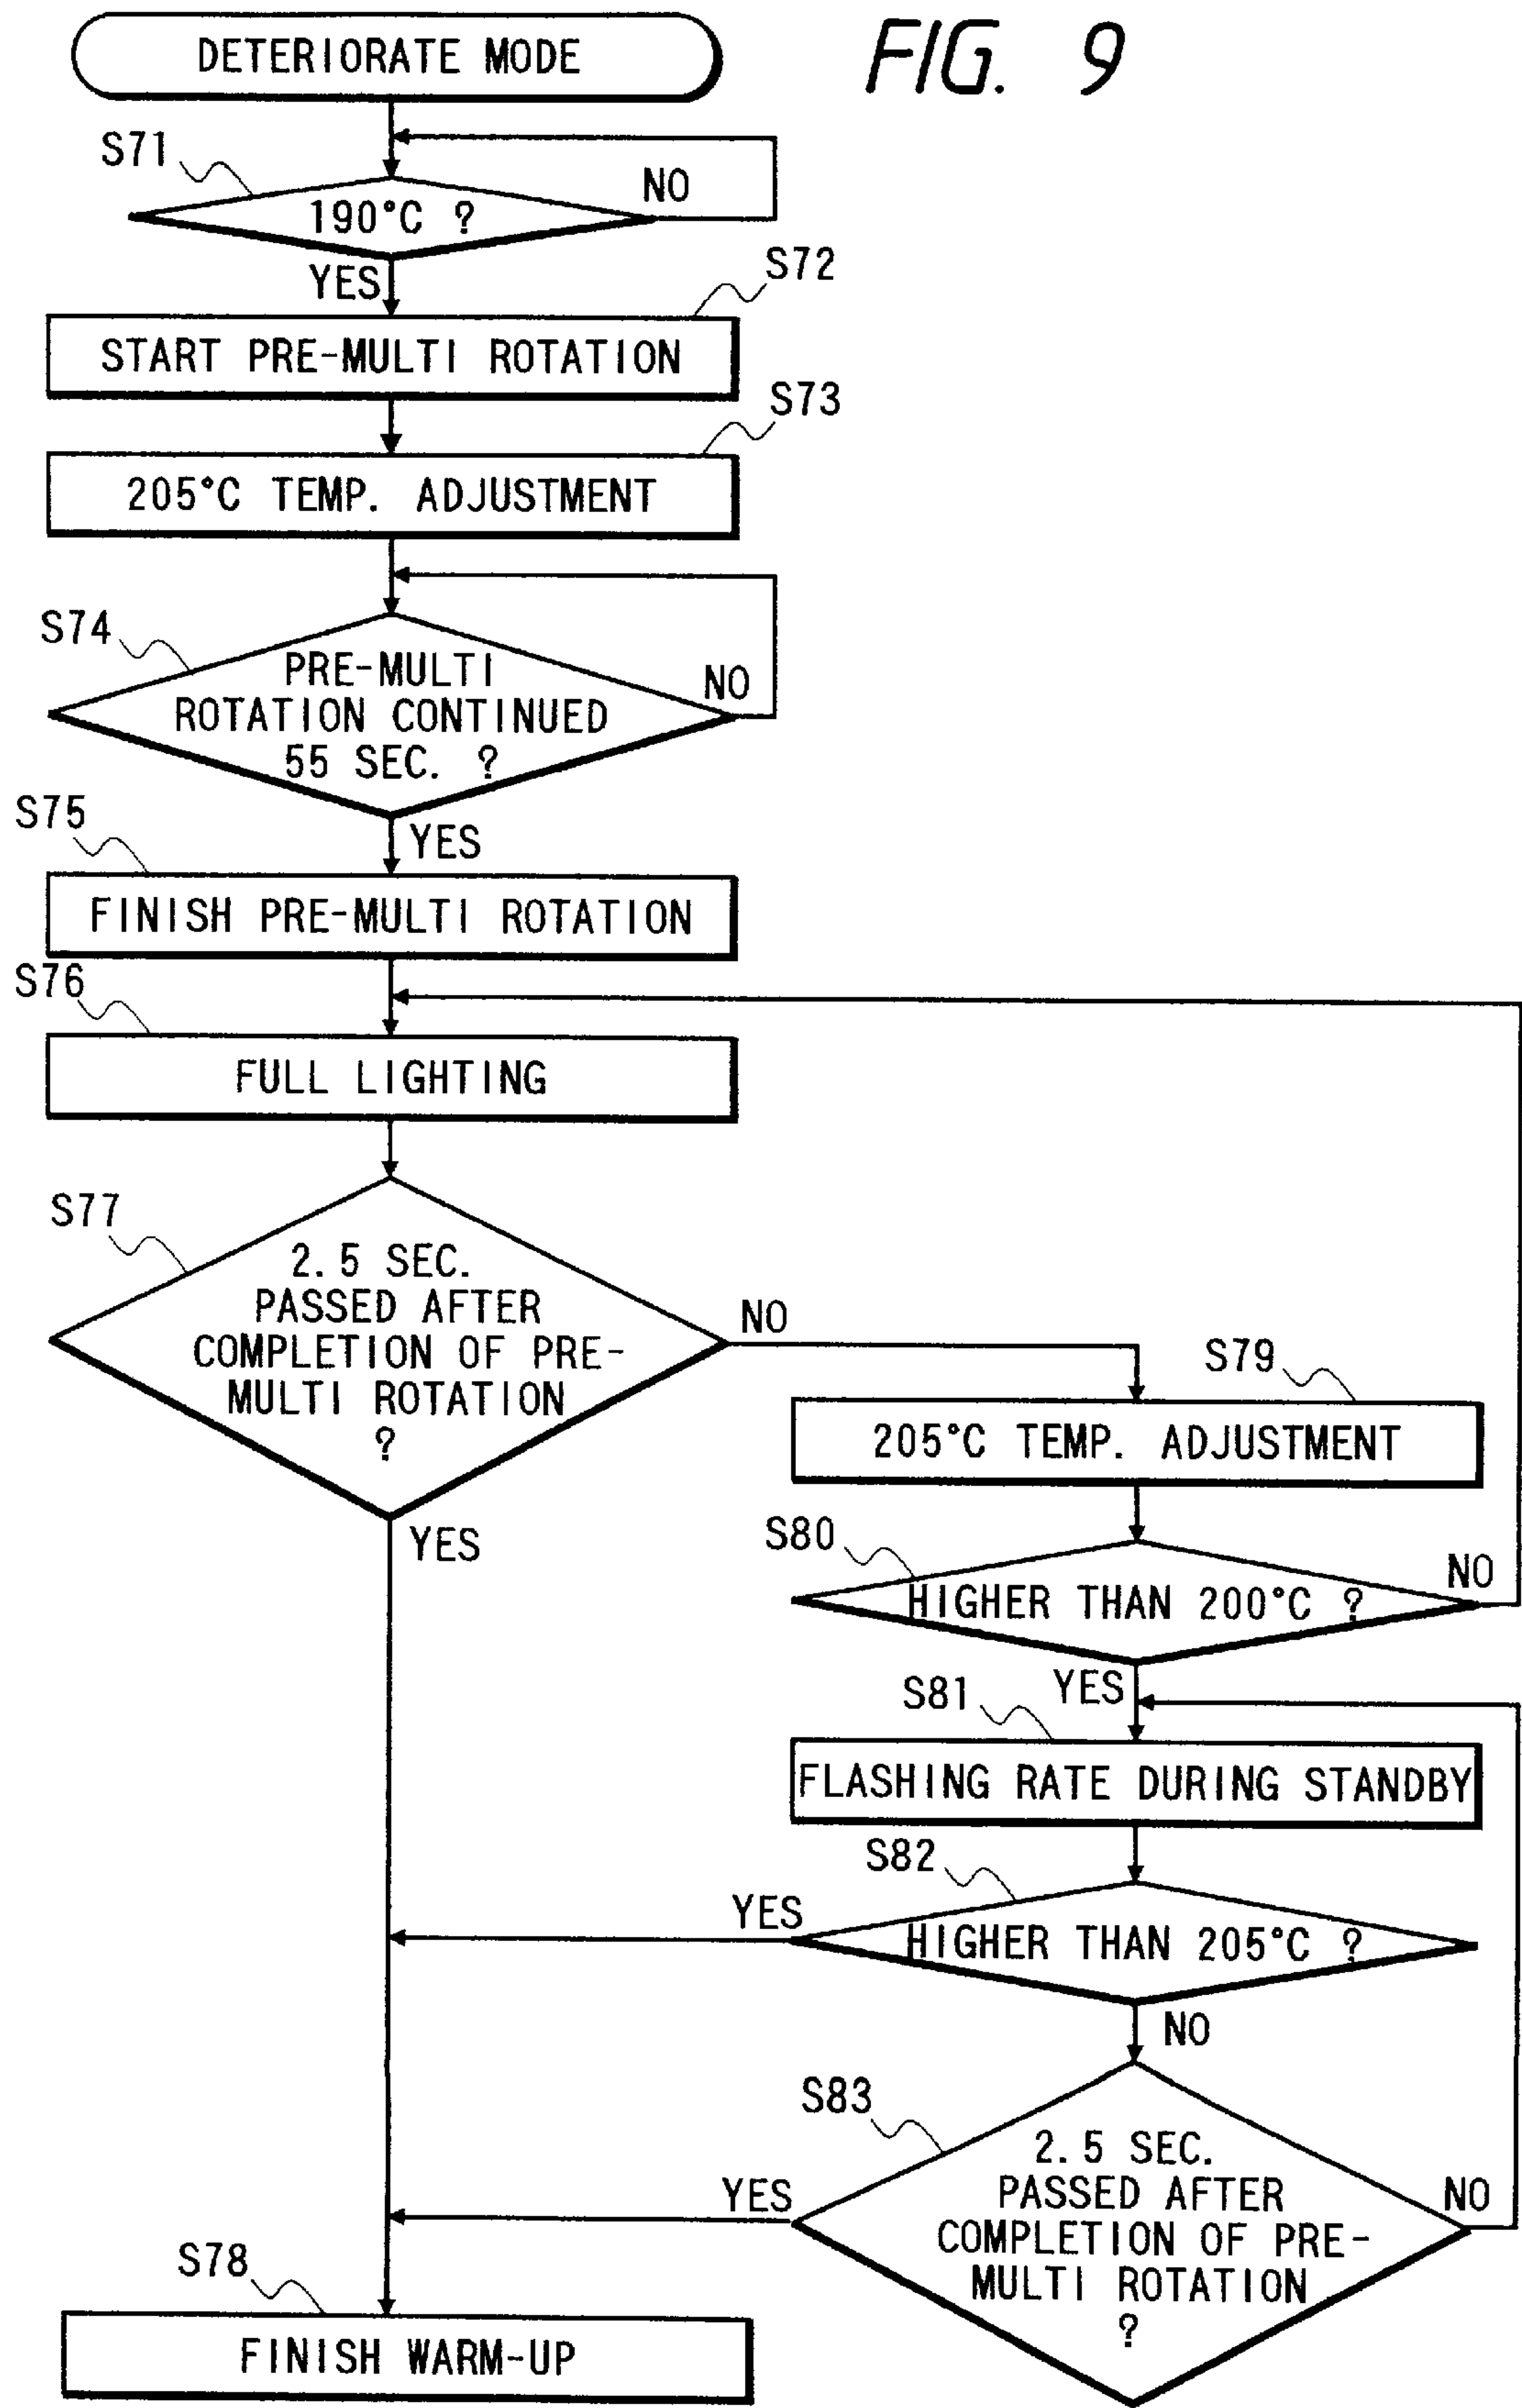 FIG. 9
DETERIORATE MODE
S71
190°C ?
NO
YES
S72
START PRE-MULTI ROTATION
S73
205°C TEMP. ADJUSTMENT
S74
PRE-MULTI
ROTATION CONTINUED
55 SEC. ?
NO
YES
S75
FINISH PRE-MULTI ROTATION
S76
FULL LIGHTING
S77
2.5 SEC.
PASSED AFTER
COMPLETION OF PRE-
MULTI ROTATION
?
NO
YES
S79
205°C TEMP. ADJUSTMENT
S80
HIGHER THAN 200°C ?
NO
YES
S81
FLASHING RATE DURING STANDBY
S82
HIGHER THAN 205°C ?
YES
NO
S83
2.5 SEC.
PASSED AFTER
COMPLETION OF PRE-
MULTI ROTATION
?
YES
NO
S78
FINISH WARM-UP